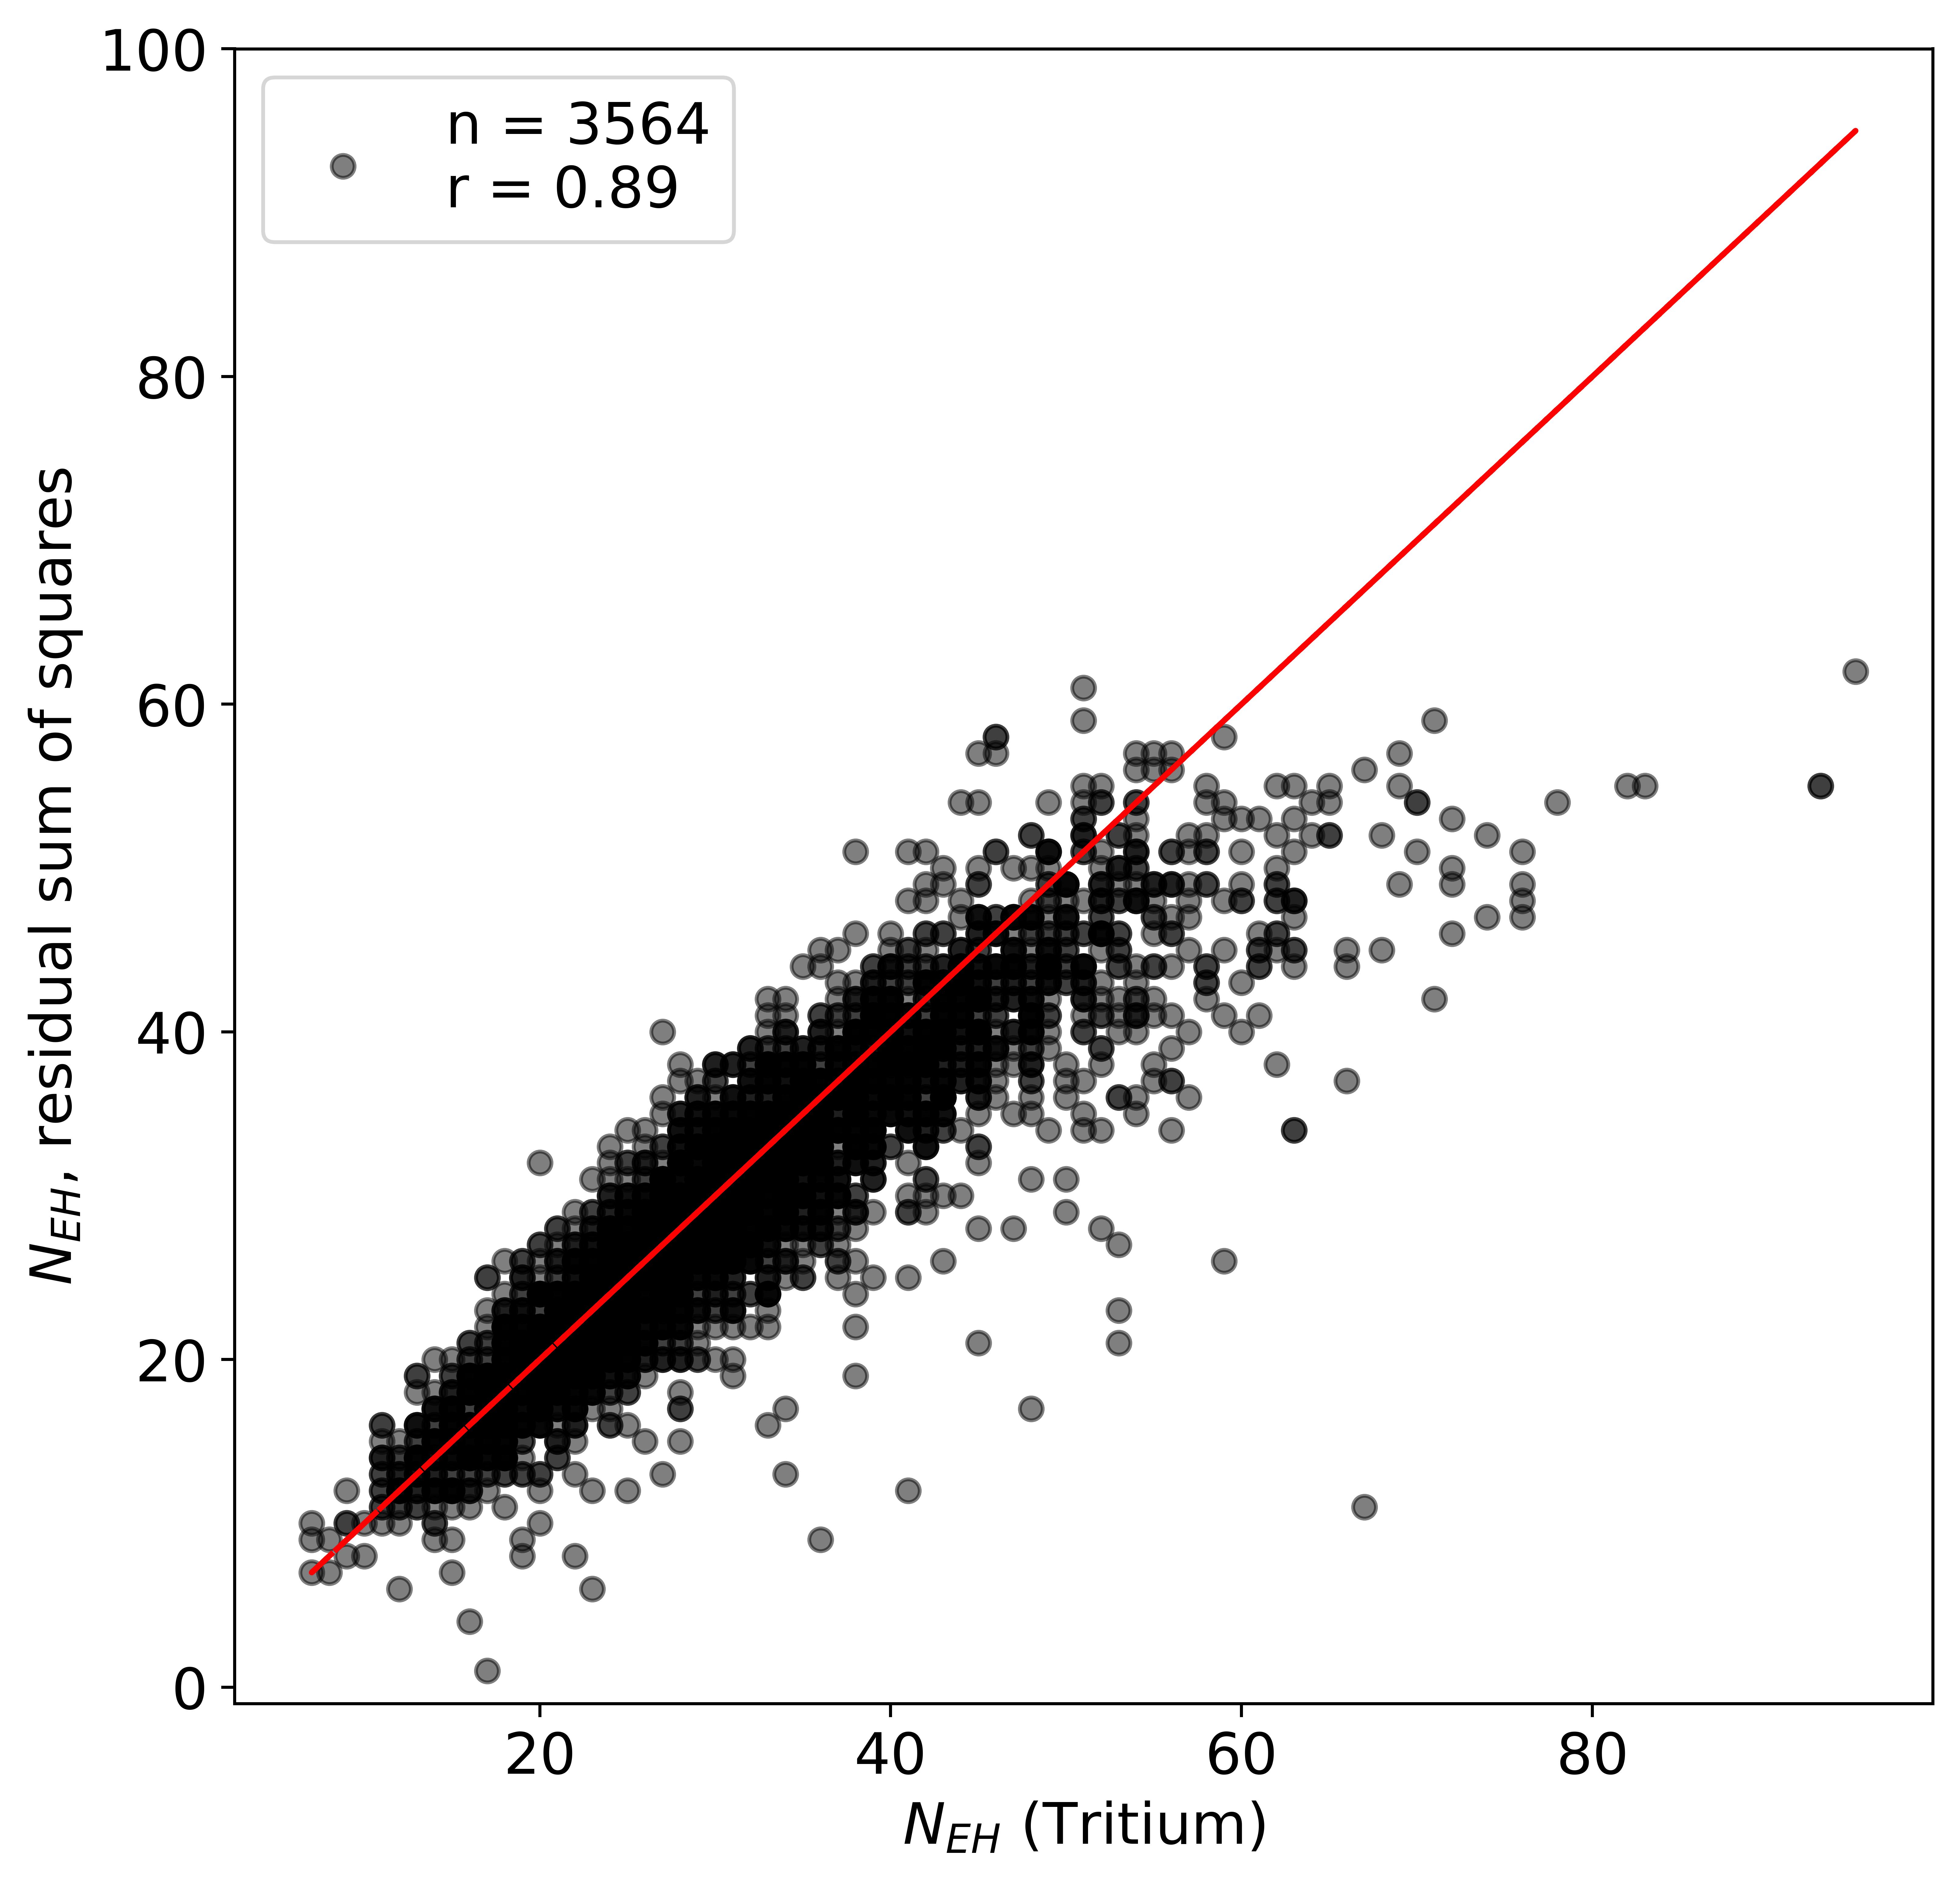 100
80
60
40
20
0
n = 3564
r = 0.89
N_EH, residual sum of squares
20
40
60
80
N_EH (Tritium)